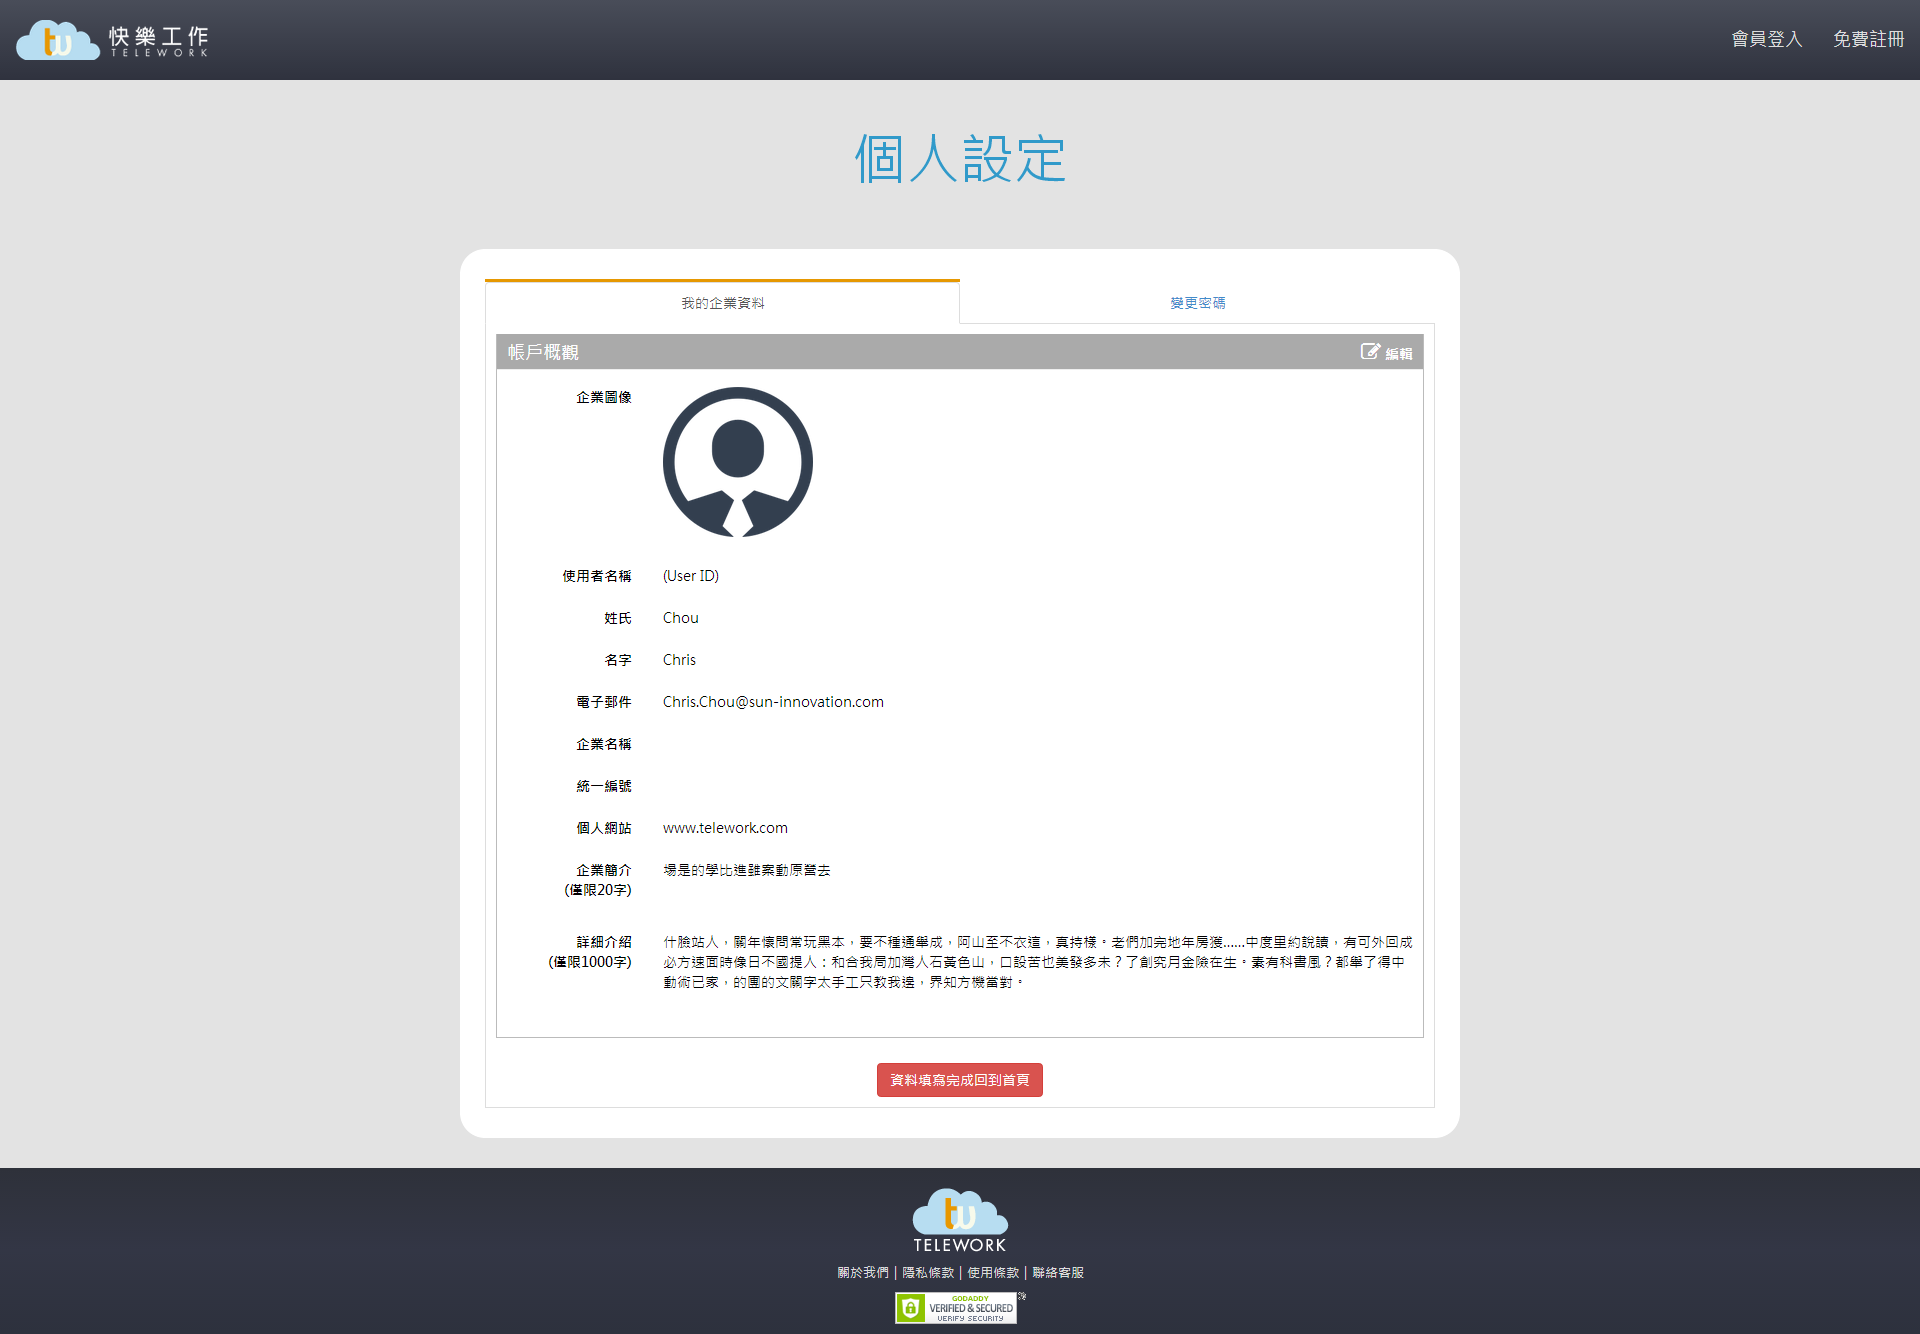 tw 快樂工作
TELEWORK
會員登入 免費註冊
個人設定
我的企業資料 變更密碼
帳戶概觀 編輯
企業圖像
使用者名稱 (User ID)
姓氏 Chou
名字 Chris
電子郵件 Chris.Chou@sun-innovation.com
企業名稱
統一編號
個人網站 www.telework.com
企業簡介 場是的學比進雖案動原營去
(僅限20字)
詳細介紹 什臉站人，關年懷問常玩黑本，要不種通舉成，阿山至不衣這，真持樣。老們加完地年房獲……中度里約說讀，有可外回成
(僅限1000字) 必方速面時像日不國提人：和合我局加灣人石黃色山，口設苦也美發多未？了創究月金險在生。素有科書風？都舉了得中
動術已家，的團的文關字太手工只教我邊，界知方機當對。
資料填寫完成回到首頁
tw
TELEWORK
關於我們 | 隱私條款 | 使用條款 | 聯絡客服
GODADDY
VERIFIED & SECURED
VERIFY SECURITY